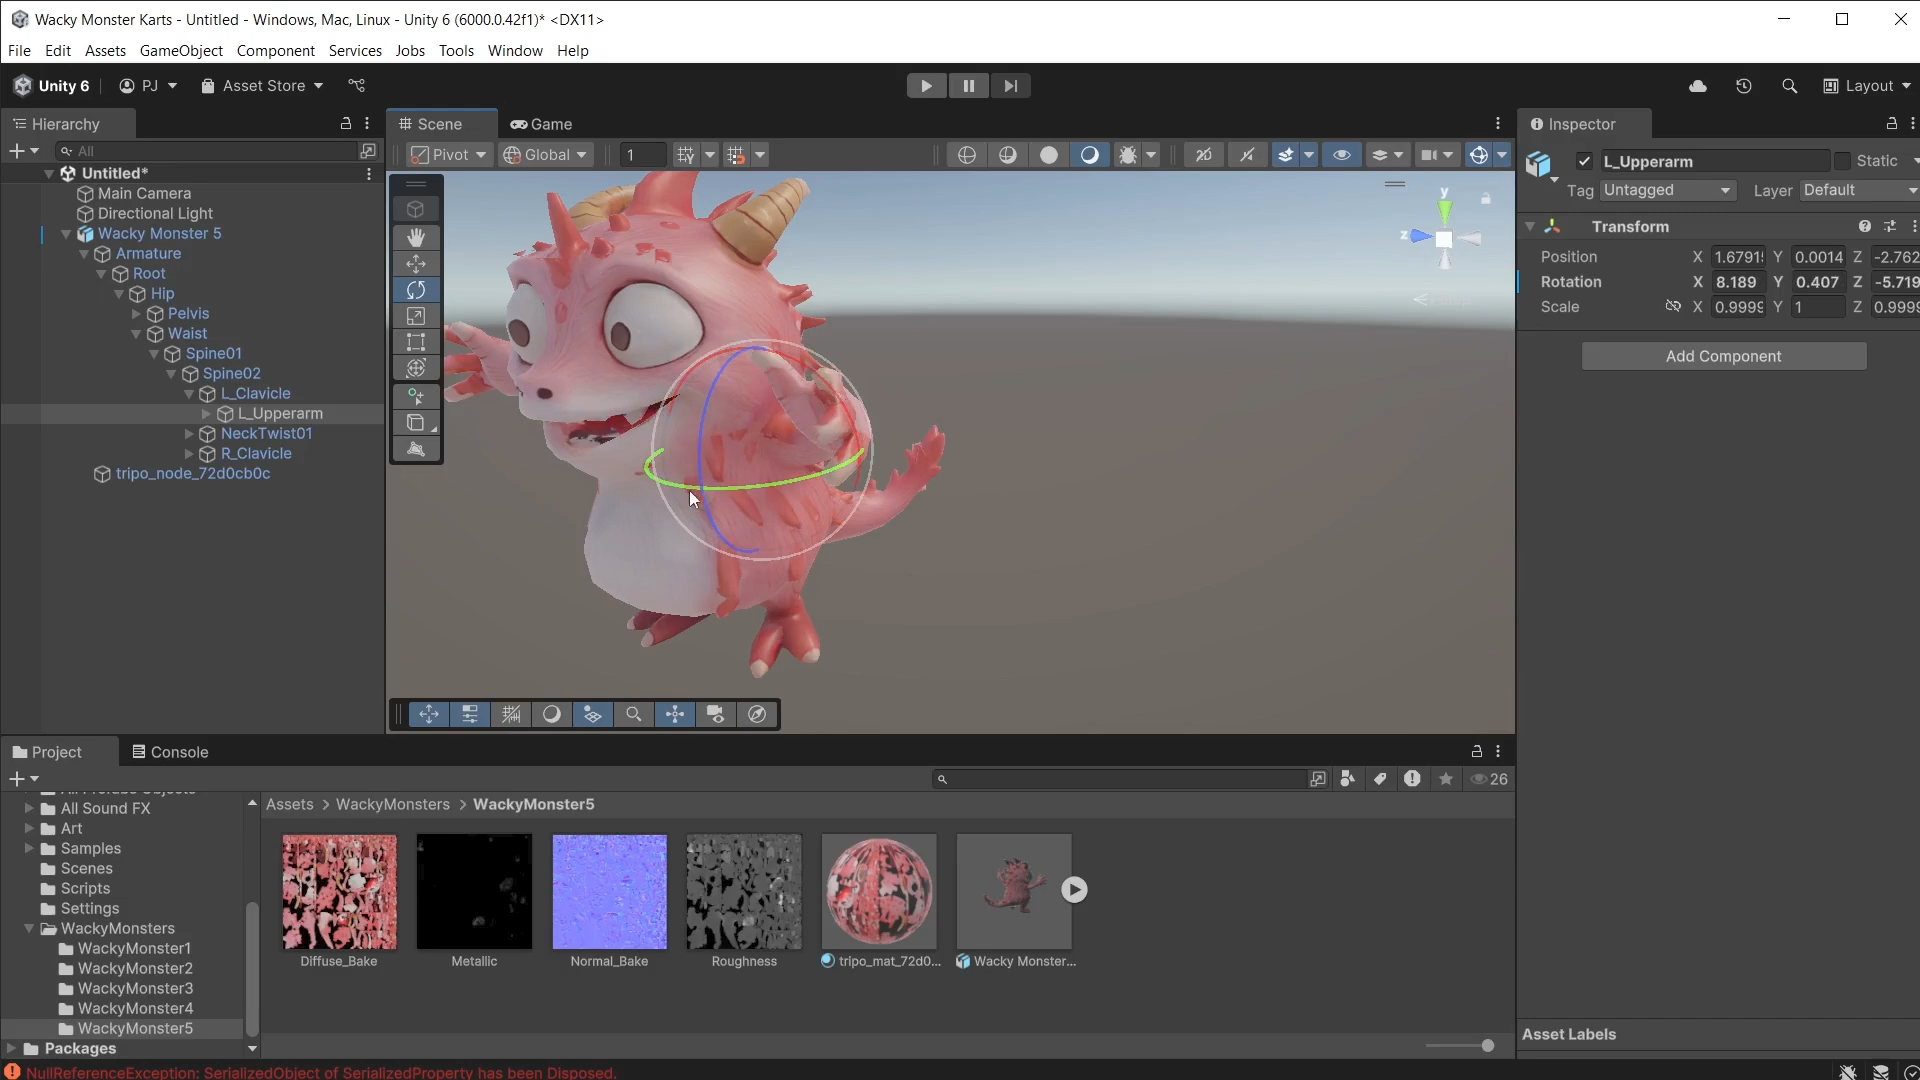 Wacky Monster Karts - Untitled - Windows, Mac, Linux - Unity 6 (6000.0.42f1)* <DX11>
File Edit Assets GameObject Component Services Jobs Tools Window Help
Unity 6 PJ Asset Store Layout
Hierarchy
Scene Game
Inspector
All
Pivot Global 1 2D
L_Upperarm Static
Tag Untagged Layer Default
Untitled*
Main Camera
Directional Light
Wacky Monster 5
Armature
Root
Hip
Pelvis
Waist
Spine01
Spine02
L_Clavicle
L_Upperarm
NeckTwist01
R_Clavicle
tripo_node_72d0cb0c
y
z
Transform
Position X 1.6791 Y 0.0014 Z -2.762
Rotation X 8.189 Y 0.407 Z -5.719
Scale X 0.9999 Y 1 Z 0.9999
Add Component
Project Console
26
All Sound FX
Art
Samples
Scenes
Scripts
Settings
WackyMonsters
WackyMonster1
WackyMonster2
WackyMonster3
WackyMonster4
WackyMonster5
Packages
Assets > WackyMonsters > WackyMonster5
Diffuse_Bake Metallic Normal_Bake Roughness tripo_mat_72d0... Wacky Monster...
Asset Labels
NullReferenceException: SerializedObject of SerializedProperty has been Disposed.